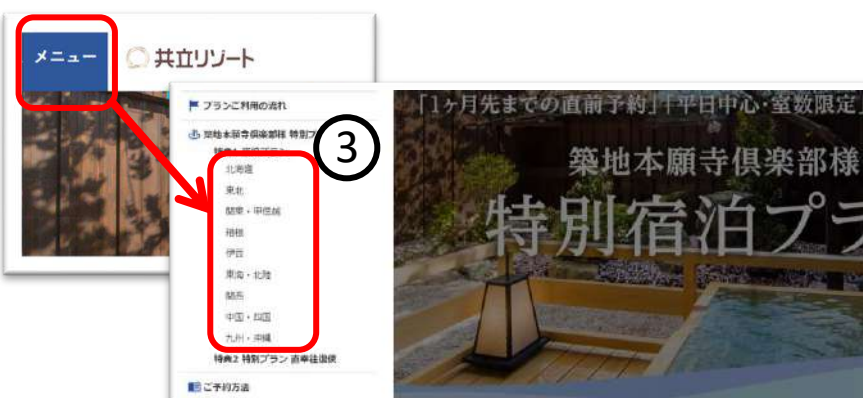 メニュー
共立リゾート
プランご利用の流れ
築地本願寺倶楽部様 特別プ
③
北海道
東北
関東・甲信越
箱根
伊豆
東海・北陸
関西
中国・四国
九州・沖縄
特典2 特別プラン 直幸往復便
ご予約方法
「1ヶ月先までの直前予約」「平日中心・室数限定
築地本願寺倶楽部様
特別宿泊プラ